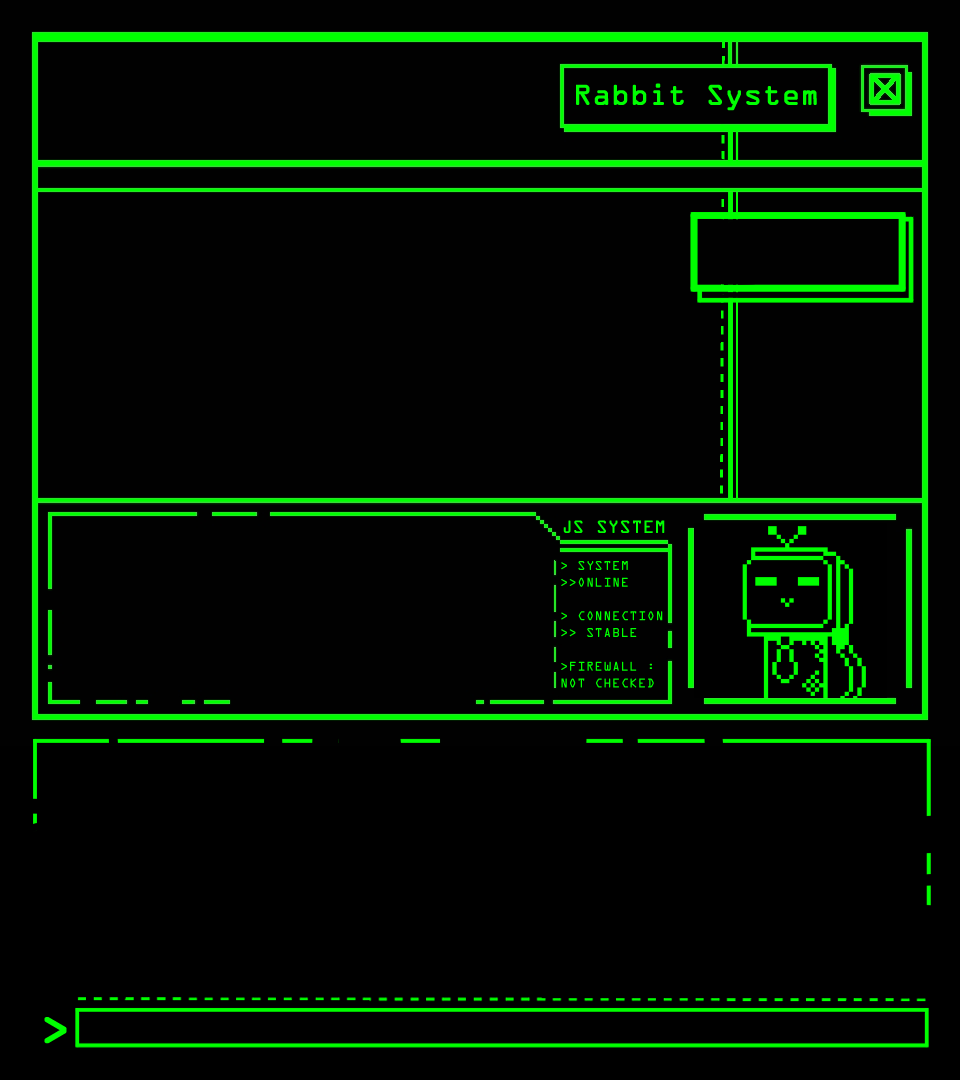 Rabbit System
JS SYSTEM
> SYSTEM
>>ONLINE
> CONNECTION
>> STABLE
>FIREWALL :
NOT CHECKED
>